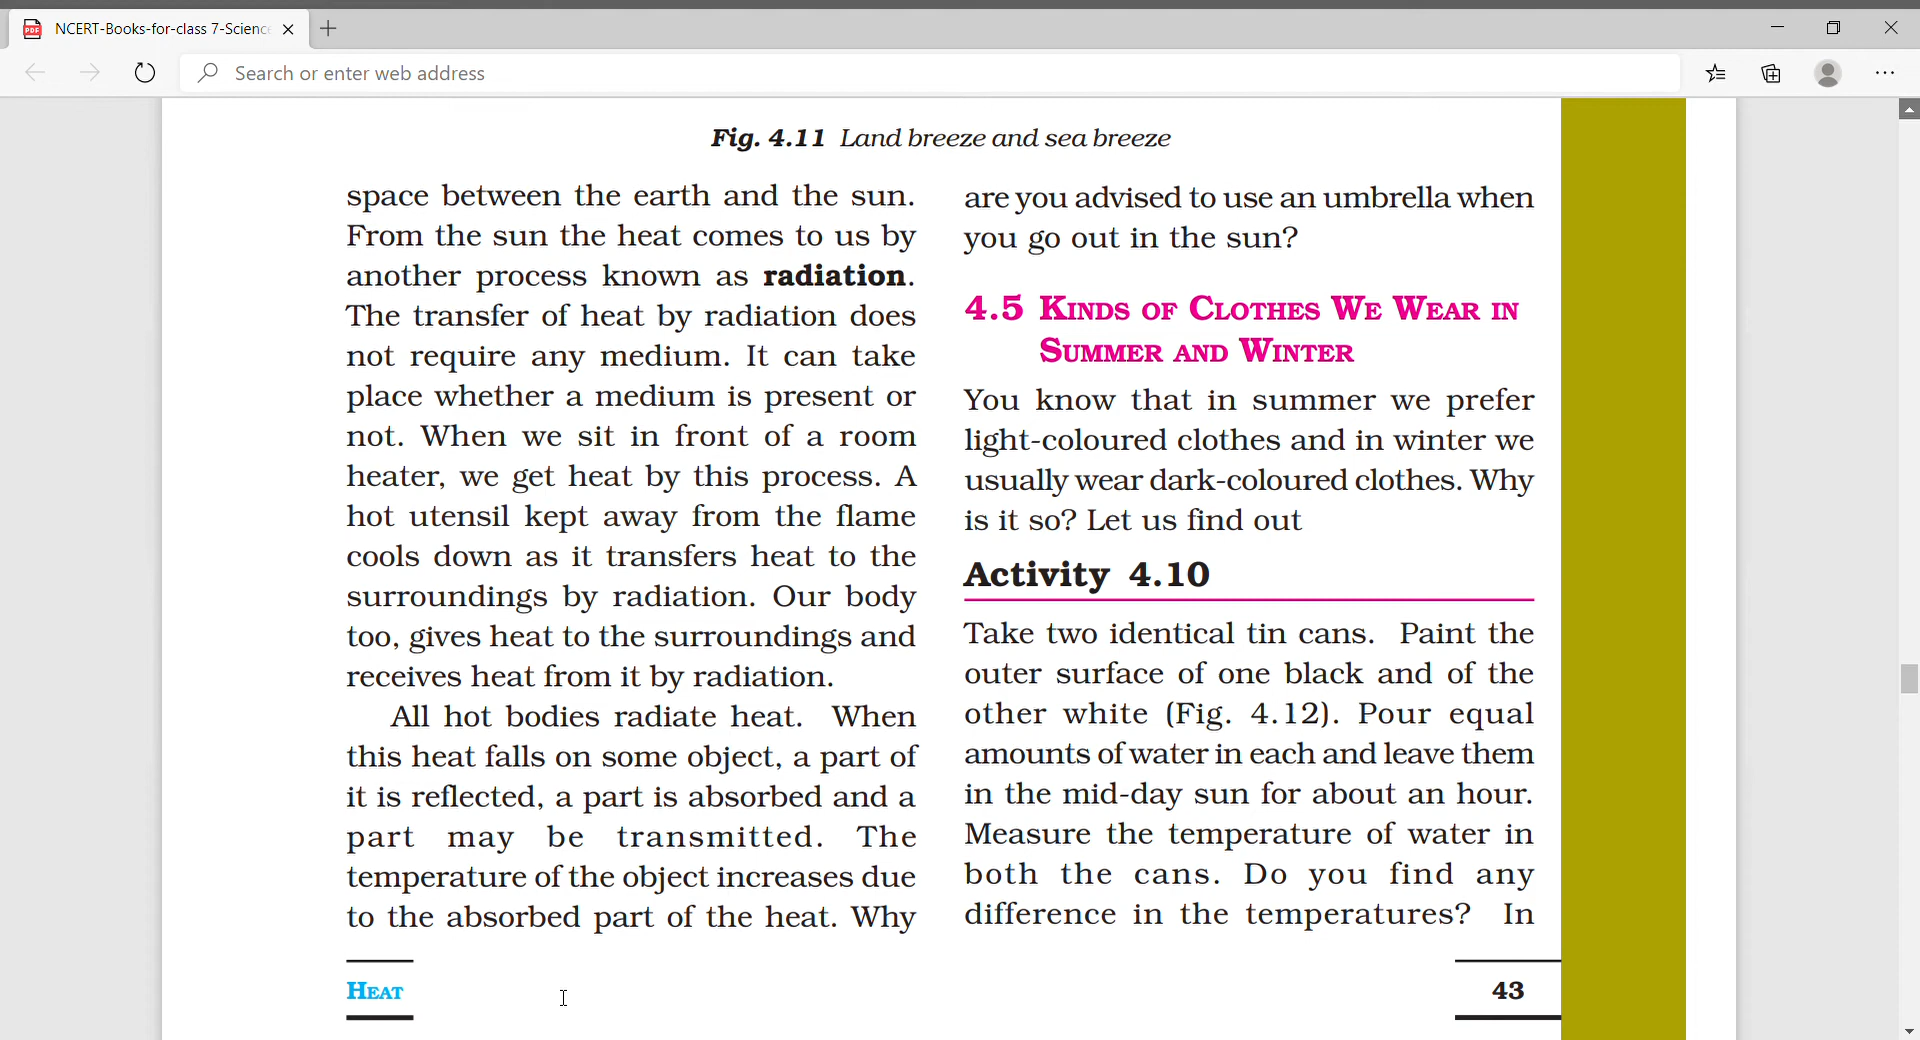 NCERT-Books-for-class 7-Science
Search or enter web address
Fig. 4.11 Land breeze and sea breeze
space between the earth and the sun.
From the sun the heat comes to us by
another process known as radiation.
The transfer of heat by radiation does
not require any medium. It can take
place whether a medium is present or
not. When we sit in front of a room
heater, we get heat by this process. A
hot utensil kept away from the flame
cools down as it transfers heat to the
surroundings by radiation. Our body
too, gives heat to the surroundings and
receives heat from it by radiation.
All hot bodies radiate heat. When
this heat falls on some object, a part of
it is reflected, a part is absorbed and a
part may be transmitted. The
temperature of the object increases due
to the absorbed part of the heat. Why
are you advised to use an umbrella when
you go out in the sun?
4.5 KINDS OF CLOTHES WE WEAR IN
SUMMER AND WINTER
You know that in summer we prefer
light-coloured clothes and in winter we
usually wear dark-coloured clothes. Why
is it so? Let us find out
Activity 4.10
Take two identical tin cans. Paint the
outer surface of one black and of the
other white (Fig. 4.12). Pour equal
amounts of water in each and leave them
in the mid-day sun for about an hour.
Measure the temperature of water in
both the cans. Do you find any
difference in the temperatures? In
HEAT
43